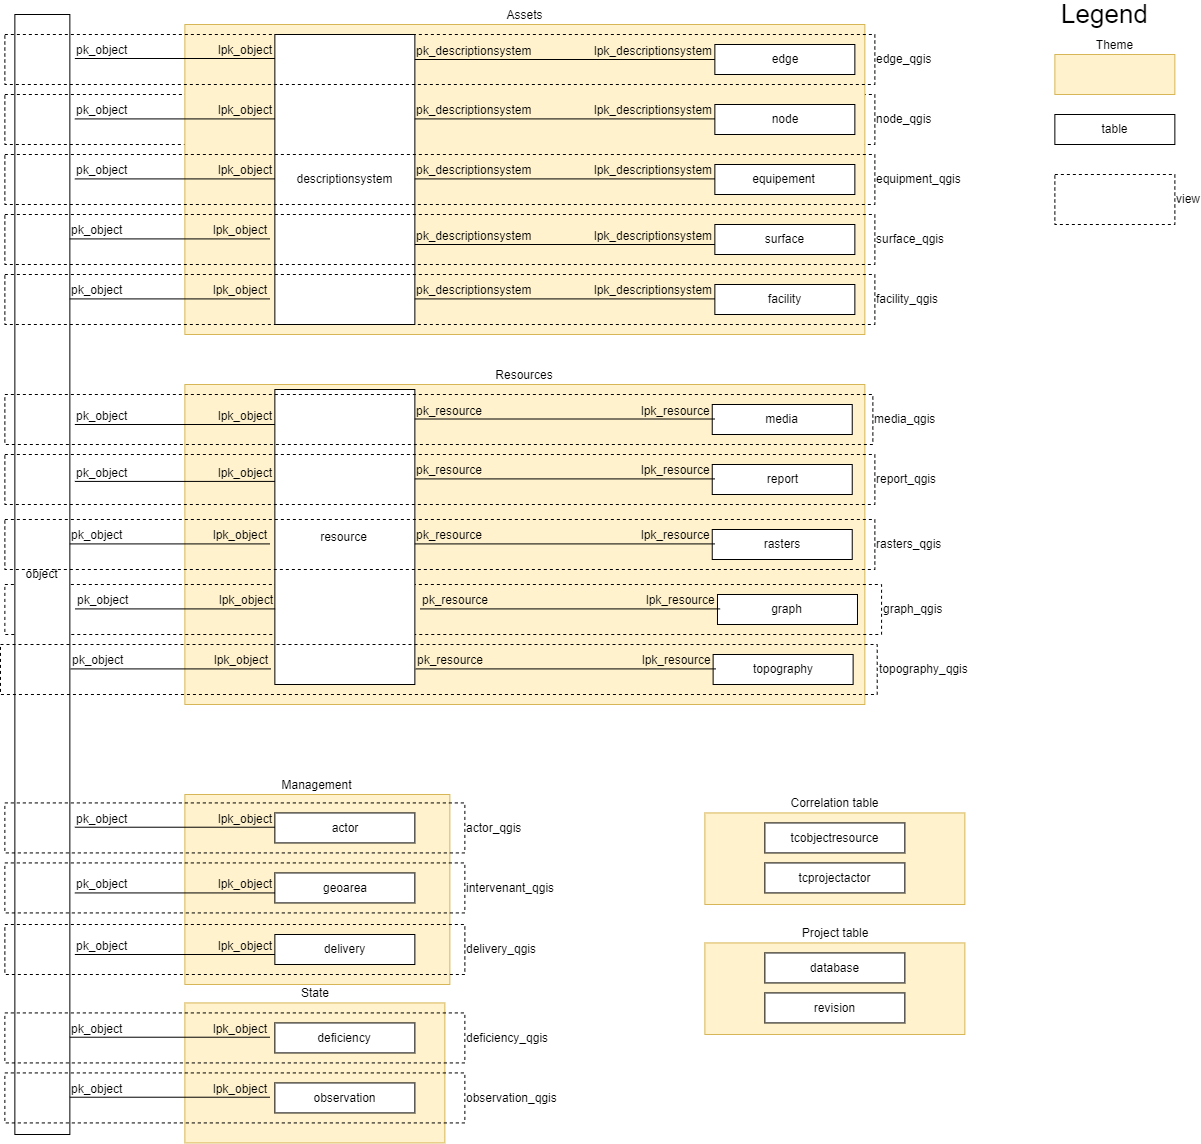 Legend
Assets
Theme
pk_object lpk_object pk_descriptionsystem lpk_descriptionsystem edge edge_qgis
pk_object lpk_object pk_descriptionsystem lpk_descriptionsystem node node_qgis
table
pk_object lpk_object descriptionsystem pk_descriptionsystem lpk_descriptionsystem equipement equipment_qgis
view
pk_object lpk_object pk_descriptionsystem lpk_descriptionsystem surface surface_qgis
pk_object lpk_object pk_descriptionsystem lpk_descriptionsystem facility facility_qgis
Resources
pk_object lpk_object pk_resource lpk_resource media media_qgis
pk_object lpk_object pk_resource lpk_resource report report_qgis
pk_object lpk_object resource pk_resource lpk_resource rasters rasters_qgis
object
pk_object lpk_object pk_resource lpk_resource graph graph_qgis
pk_object lpk_object pk_resource lpk_resource topography topography_qgis
Management
pk_object lpk_object actor actor_qgis
pk_object lpk_object geoarea intervenant_qgis
pk_object lpk_object delivery delivery_qgis
State
pk_object lpk_object deficiency deficiency_qgis
pk_object lpk_object observation observation_qgis
Correlation table
tcobjectresource
tcprojectactor
Project table
database
revision